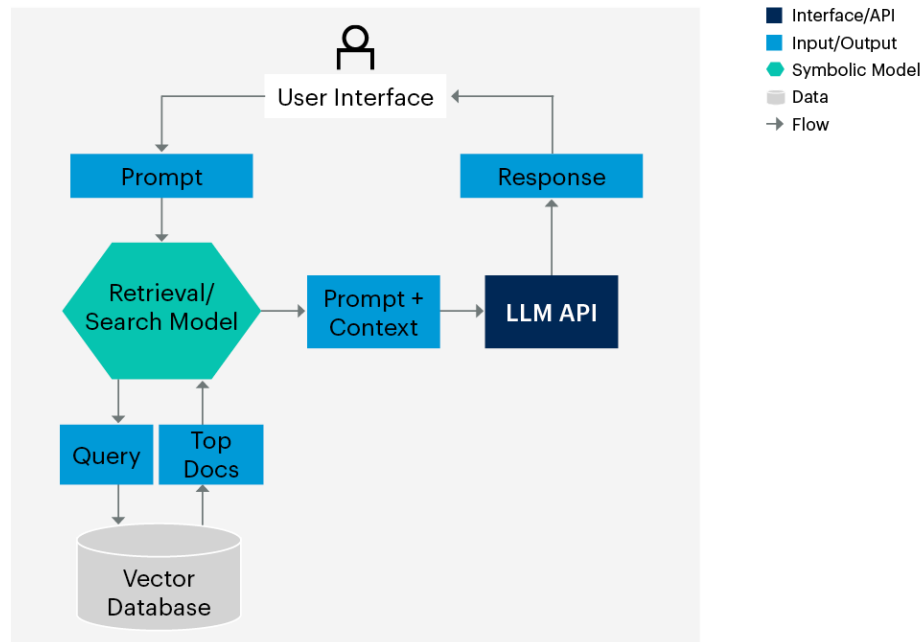 User Interface
Prompt
Response
Retrieval/
Search Model
Prompt +
Context
LLM API
Query
Top
Docs
Vector
Database
Interface/API
Input/Output
Symbolic Model
Data
Flow